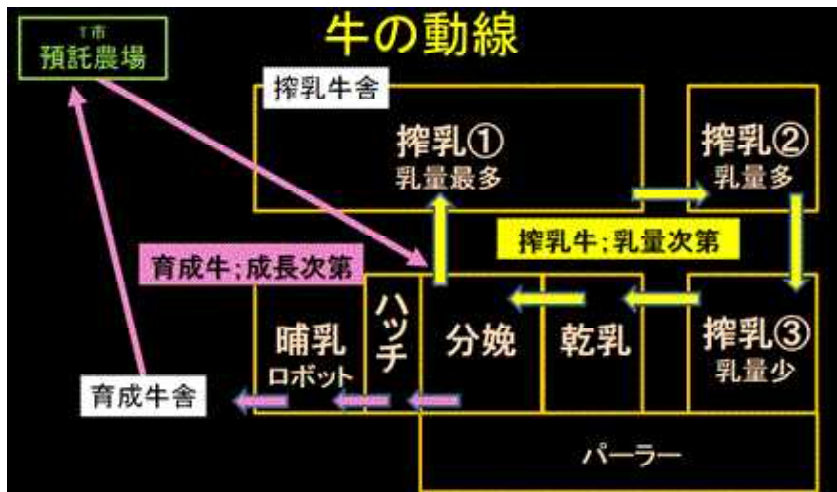 牛の動線
T市
預託農場
搾乳牛舎
搾乳①
乳量最多
搾乳②
乳量多
搾乳牛;乳量次第
育成牛;成長次第
哺乳
ロボット
ハッチ
分娩
乾乳
搾乳③
乳量少
育成牛舎
パーラー